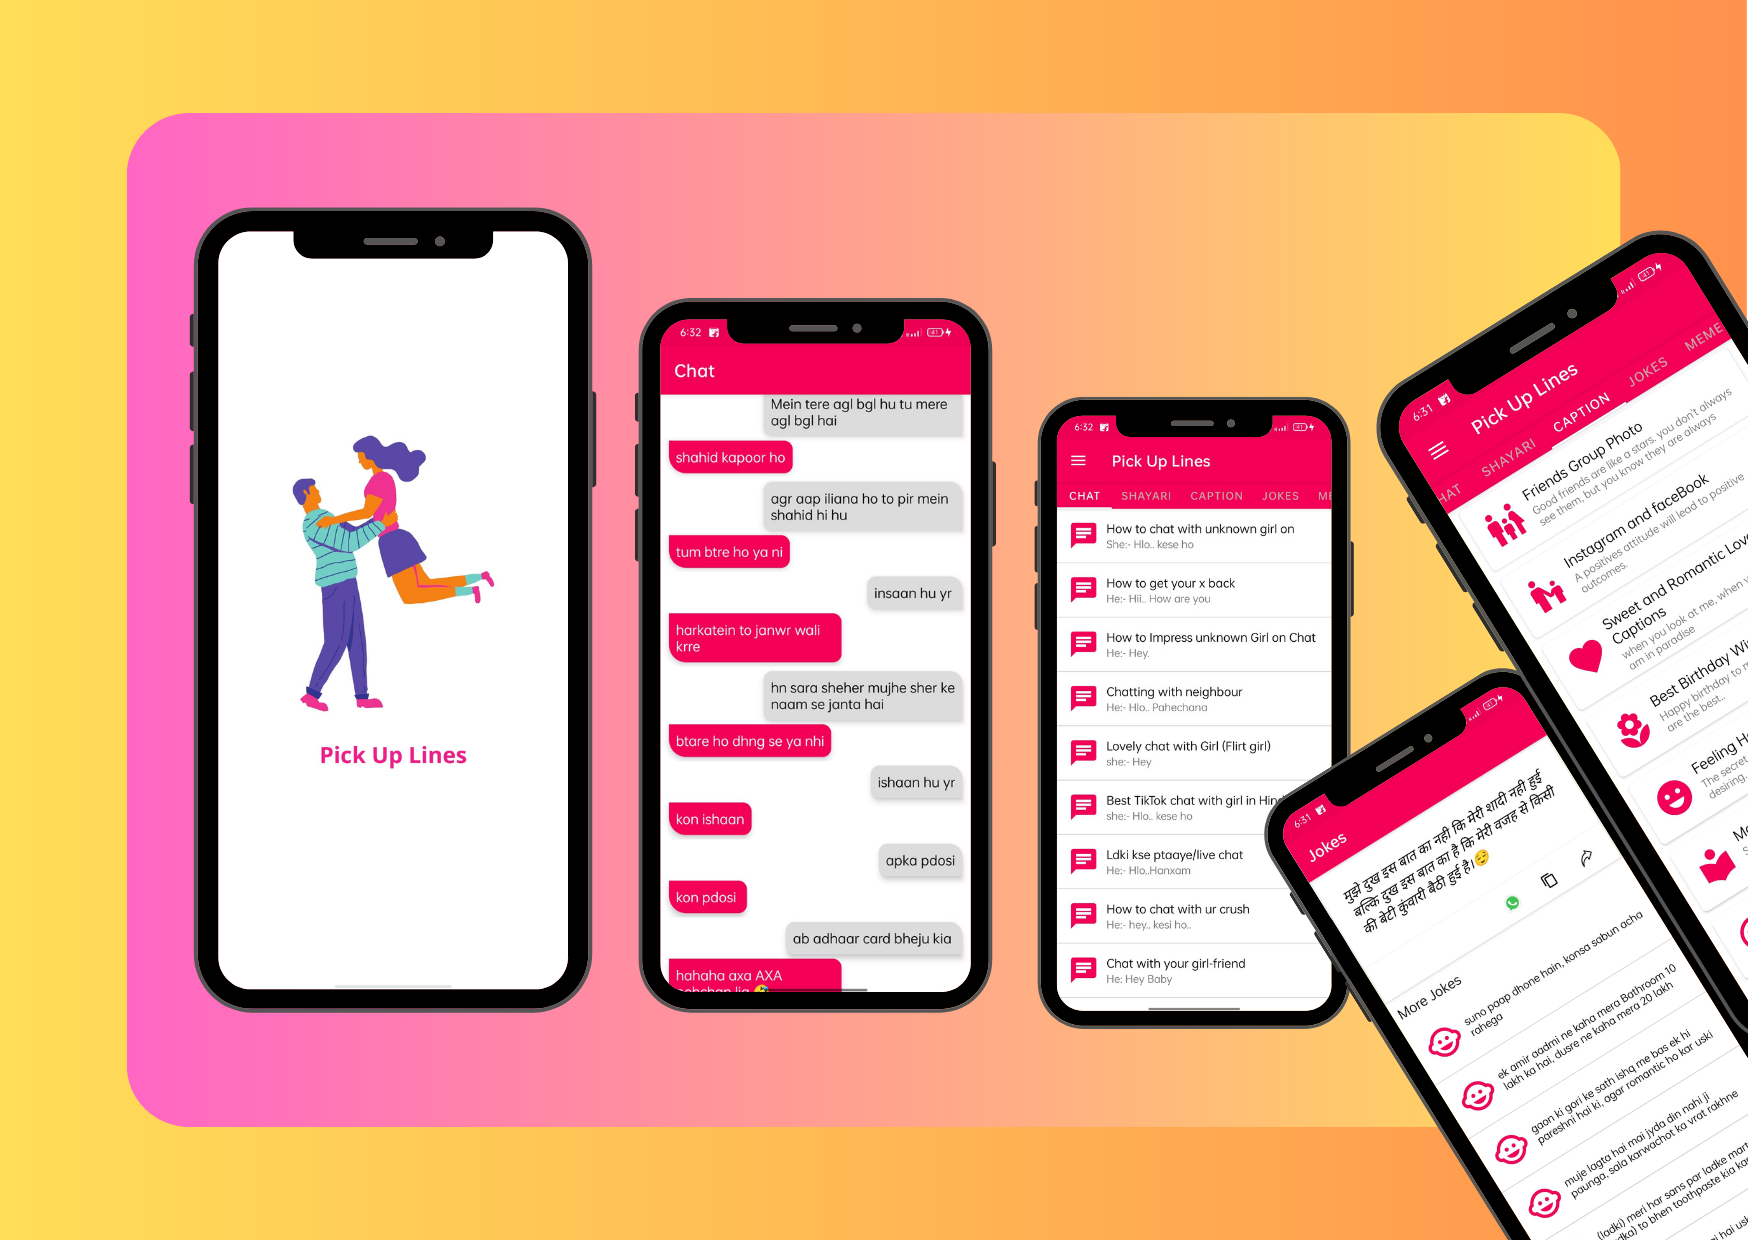 Pick Up Lines
6:32
41
Chat
Mein tere agl bgl hu tu mere
agl bgl hai
shahid kapoor ho
agr aap iliana ho to pir mein
shahid hi hu
tum btre ho ya ni
insaan hu yr
harkatein to janwr wali
krre
hn sara sheher mujhe sher ke
naam se janta hai
btare ho dhng se ya nhi
ishaan hu yr
kon ishaan
apka pdosi
kon pdosi
ab adhaar card bheju kia
hahaha axa AXA
6:32
41
Pick Up Lines
CHAT SHAYARI CAPTION JOKES ME
How to chat with unknown girl on
She:- Hlo.. kese ho
How to get your x back
He:- Hii.. How are you
How to Impress unknown Girl on Chat
He:- Hey.
Chatting with neighbour
He:- Hlo.. Pahechana
Lovely chat with Girl (Flirt girl)
she:- Hey
Best TikTok chat with girl in Hind
she:- Hlo.. kese ho
Ldki kse ptaaye/live chat
He:- Hlo..Hanxam
How to chat with ur crush
He:- hey.. kesi ho..
Chat with your girl-friend
He: Hey Baby
6:31
41
Pick Up Lines
HAT SHAYARI CAPTION JOKES MEME
Friends Group Photo
Good friends are like a stars. you don't always
see them, but you know they are always
Instagram and faceBook
A positives attitude will lead to positive
outcomes.
Sweet and Romantic Love
Captions
when you look at me, when y
am in paradise
Best Birthday Wi
Happy birthday to m
are the best..
Feeling H
The secret
desiring,
Mo
S
6:31
41
Jokes
मुझे दुख इस बात का नही कि मेरी शादी नही हुई
बल्कि दुख इस बात का है कि मेरी वजह से किसी
की बेटी कुंवारी बैठी हुई है।😌
More Jokes
suno paap dhone hain, konsa sabun acha
rahega
ek amir aadmi ne kaha mera Bathroom 10
lakh ka hai, dusre ne kaha mera 20 lakh
gaon ki gori ke sath ishq me bas ek hi
pareshni hai ki, agar romantic ho kar uski
muje lagta hai mai jyda din nahi ji
paunga, sala karwachot ka vrat rakhne
(ladki) meri har sans par ladke mart
dka) to bhen toothpaste kia ka
i hai usk